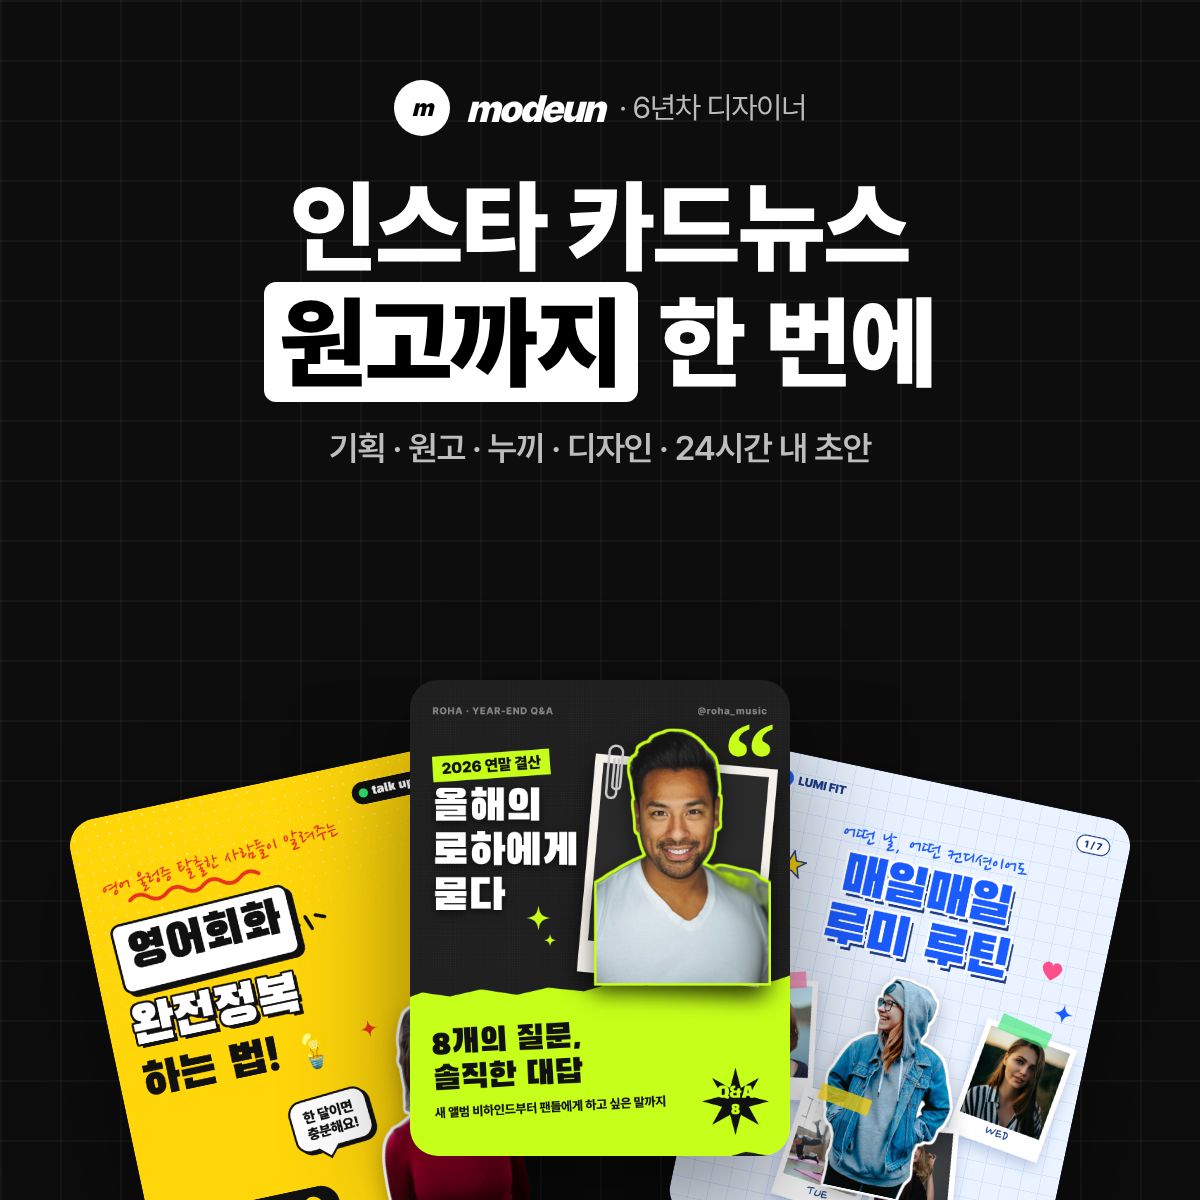 m modeun · 6년차 디자이너
인스타 카드뉴스
원고까지 한 번에
기획 · 원고 · 누끼 · 디자인 · 24시간 내 초안
talk up
영어 울렁증 탈출한 사람들이 알려주는
영어회화
완전정복
하는 법!
한 달이면
충분해요!
ROHA · YEAR-END Q&A
@roha_music
2026 연말 결산
올해의
로하에게
묻다
8개의 질문,
솔직한 대답
새 앨범 비하인드부터 팬들에게 하고 싶은 말까지
Q&A
8
LUMI FIT
1/7
어떤 날, 어떤 컨디션이어도
매일매일
루미 루틴
WED
TUE